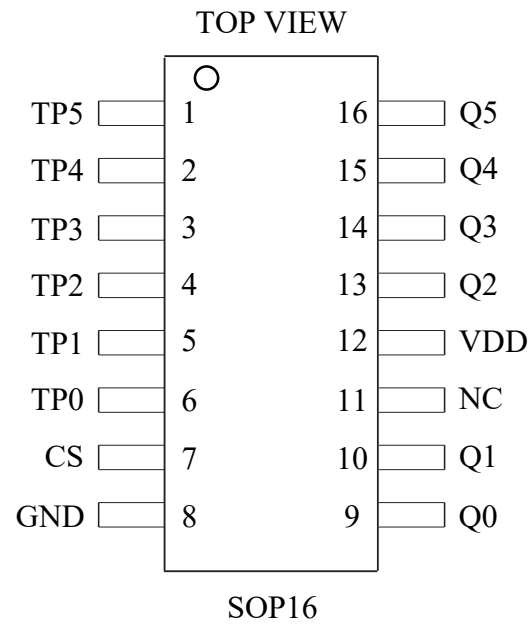 TOP VIEW
TP5 1 16 Q5
TP4 2 15 Q4
TP3 3 14 Q3
TP2 4 13 Q2
TP1 5 12 VDD
TP0 6 11 NC
CS 7 10 Q1
GND 8 9 Q0
SOP16